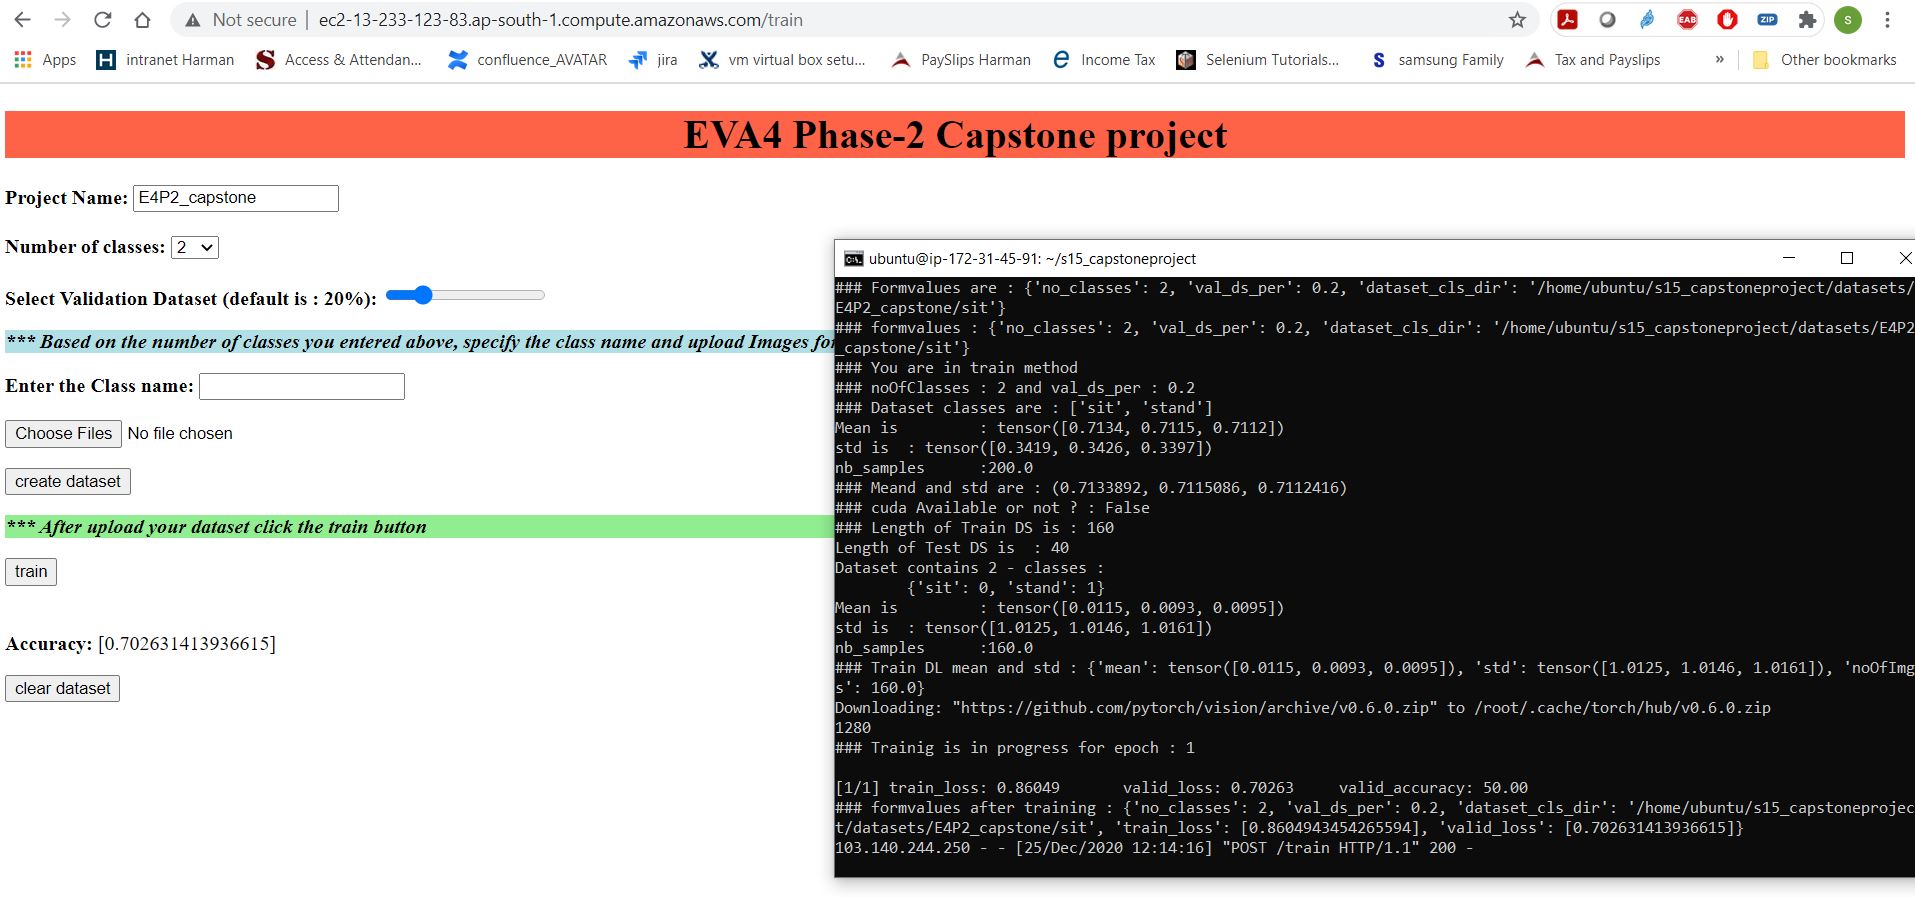 Not secure | ec2-13-233-123-83.ap-south-1.compute.amazonaws.com/train
EAB
ZIP
S
Apps
H intranet Harman
S Access & Attendan...
confluence_AVATAR
jira
vm virtual box setu...
PaySlips Harman
e Income Tax
Selenium Tutorials...
S samsung Family
Tax and Payslips
»
Other bookmarks
EVA4 Phase-2 Capstone project
Project Name: E4P2_capstone
Number of classes: 2
Select Validation Dataset (default is : 20%):
*** Based on the number of classes you entered above, specify the class name and upload Images for
Enter the Class name:
Choose Files No file chosen
create dataset
*** After upload your dataset click the train button
train
Accuracy: [0.702631413936615]
clear dataset
ubuntu@ip-172-31-45-91: ~/s15_capstoneproject
### Formvalues are : {'no_classes': 2, 'val_ds_per': 0.2, 'dataset_cls_dir': '/home/ubuntu/s15_capstoneproject/datasets/
E4P2_capstone/sit'}
### formvalues : {'no_classes': 2, 'val_ds_per': 0.2, 'dataset_cls_dir': '/home/ubuntu/s15_capstoneproject/datasets/E4P2
_capstone/sit'}
### You are in train method
### noOfClasses : 2 and val_ds_per : 0.2
### Dataset classes are : ['sit', 'stand']
Mean is         : tensor([0.7134, 0.7115, 0.7112])
std is  : tensor([0.3419, 0.3426, 0.3397])
nb_samples      :200.0
### Meand and std are : (0.7133892, 0.7115086, 0.7112416)
### cuda Available or not ? : False
### Length of Train DS is : 160
Length of Test DS is  : 40
Dataset contains 2 - classes :
        {'sit': 0, 'stand': 1}
Mean is         : tensor([0.0115, 0.0093, 0.0095])
std is  : tensor([1.0125, 1.0146, 1.0161])
nb_samples      :160.0
### Train DL mean and std : {'mean': tensor([0.0115, 0.0093, 0.0095]), 'std': tensor([1.0125, 1.0146, 1.0161]), 'noOfImg
s': 160.0}
Downloading: "https://github.com/pytorch/vision/archive/v0.6.0.zip" to /root/.cache/torch/hub/v0.6.0.zip
1280
### Trainig is in progress for epoch : 1
[1/1] train_loss: 0.86049       valid_loss: 0.70263     valid_accuracy: 50.00
### formvalues after training : {'no_classes': 2, 'val_ds_per': 0.2, 'dataset_cls_dir': '/home/ubuntu/s15_capstoneprojec
t/datasets/E4P2_capstone/sit', 'train_loss': [0.8604943454265594], 'valid_loss': [0.702631413936615]}
103.140.244.250 - - [25/Dec/2020 12:14:16] "POST /train HTTP/1.1" 200 -